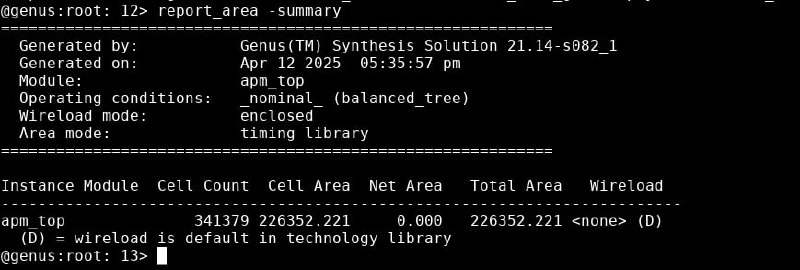 @genus:root: 12> report_area -summary
============================================================
Generated by: Genus(TM) Synthesis Solution 21.14-s082_1
Generated on: Apr 12 2025 05:35:57 pm
Module: apm_top
Operating conditions: _nominal_ (balanced_tree)
Wireload mode: enclosed
Area mode: timing library
============================================================
Instance Module Cell Count Cell Area Net Area Total Area Wireload
--------------------------------------------------------------------------
apm_top 341379 226352.221 0.000 226352.221 <none> (D)
(D) = wireload is default in technology library
@genus:root: 13>